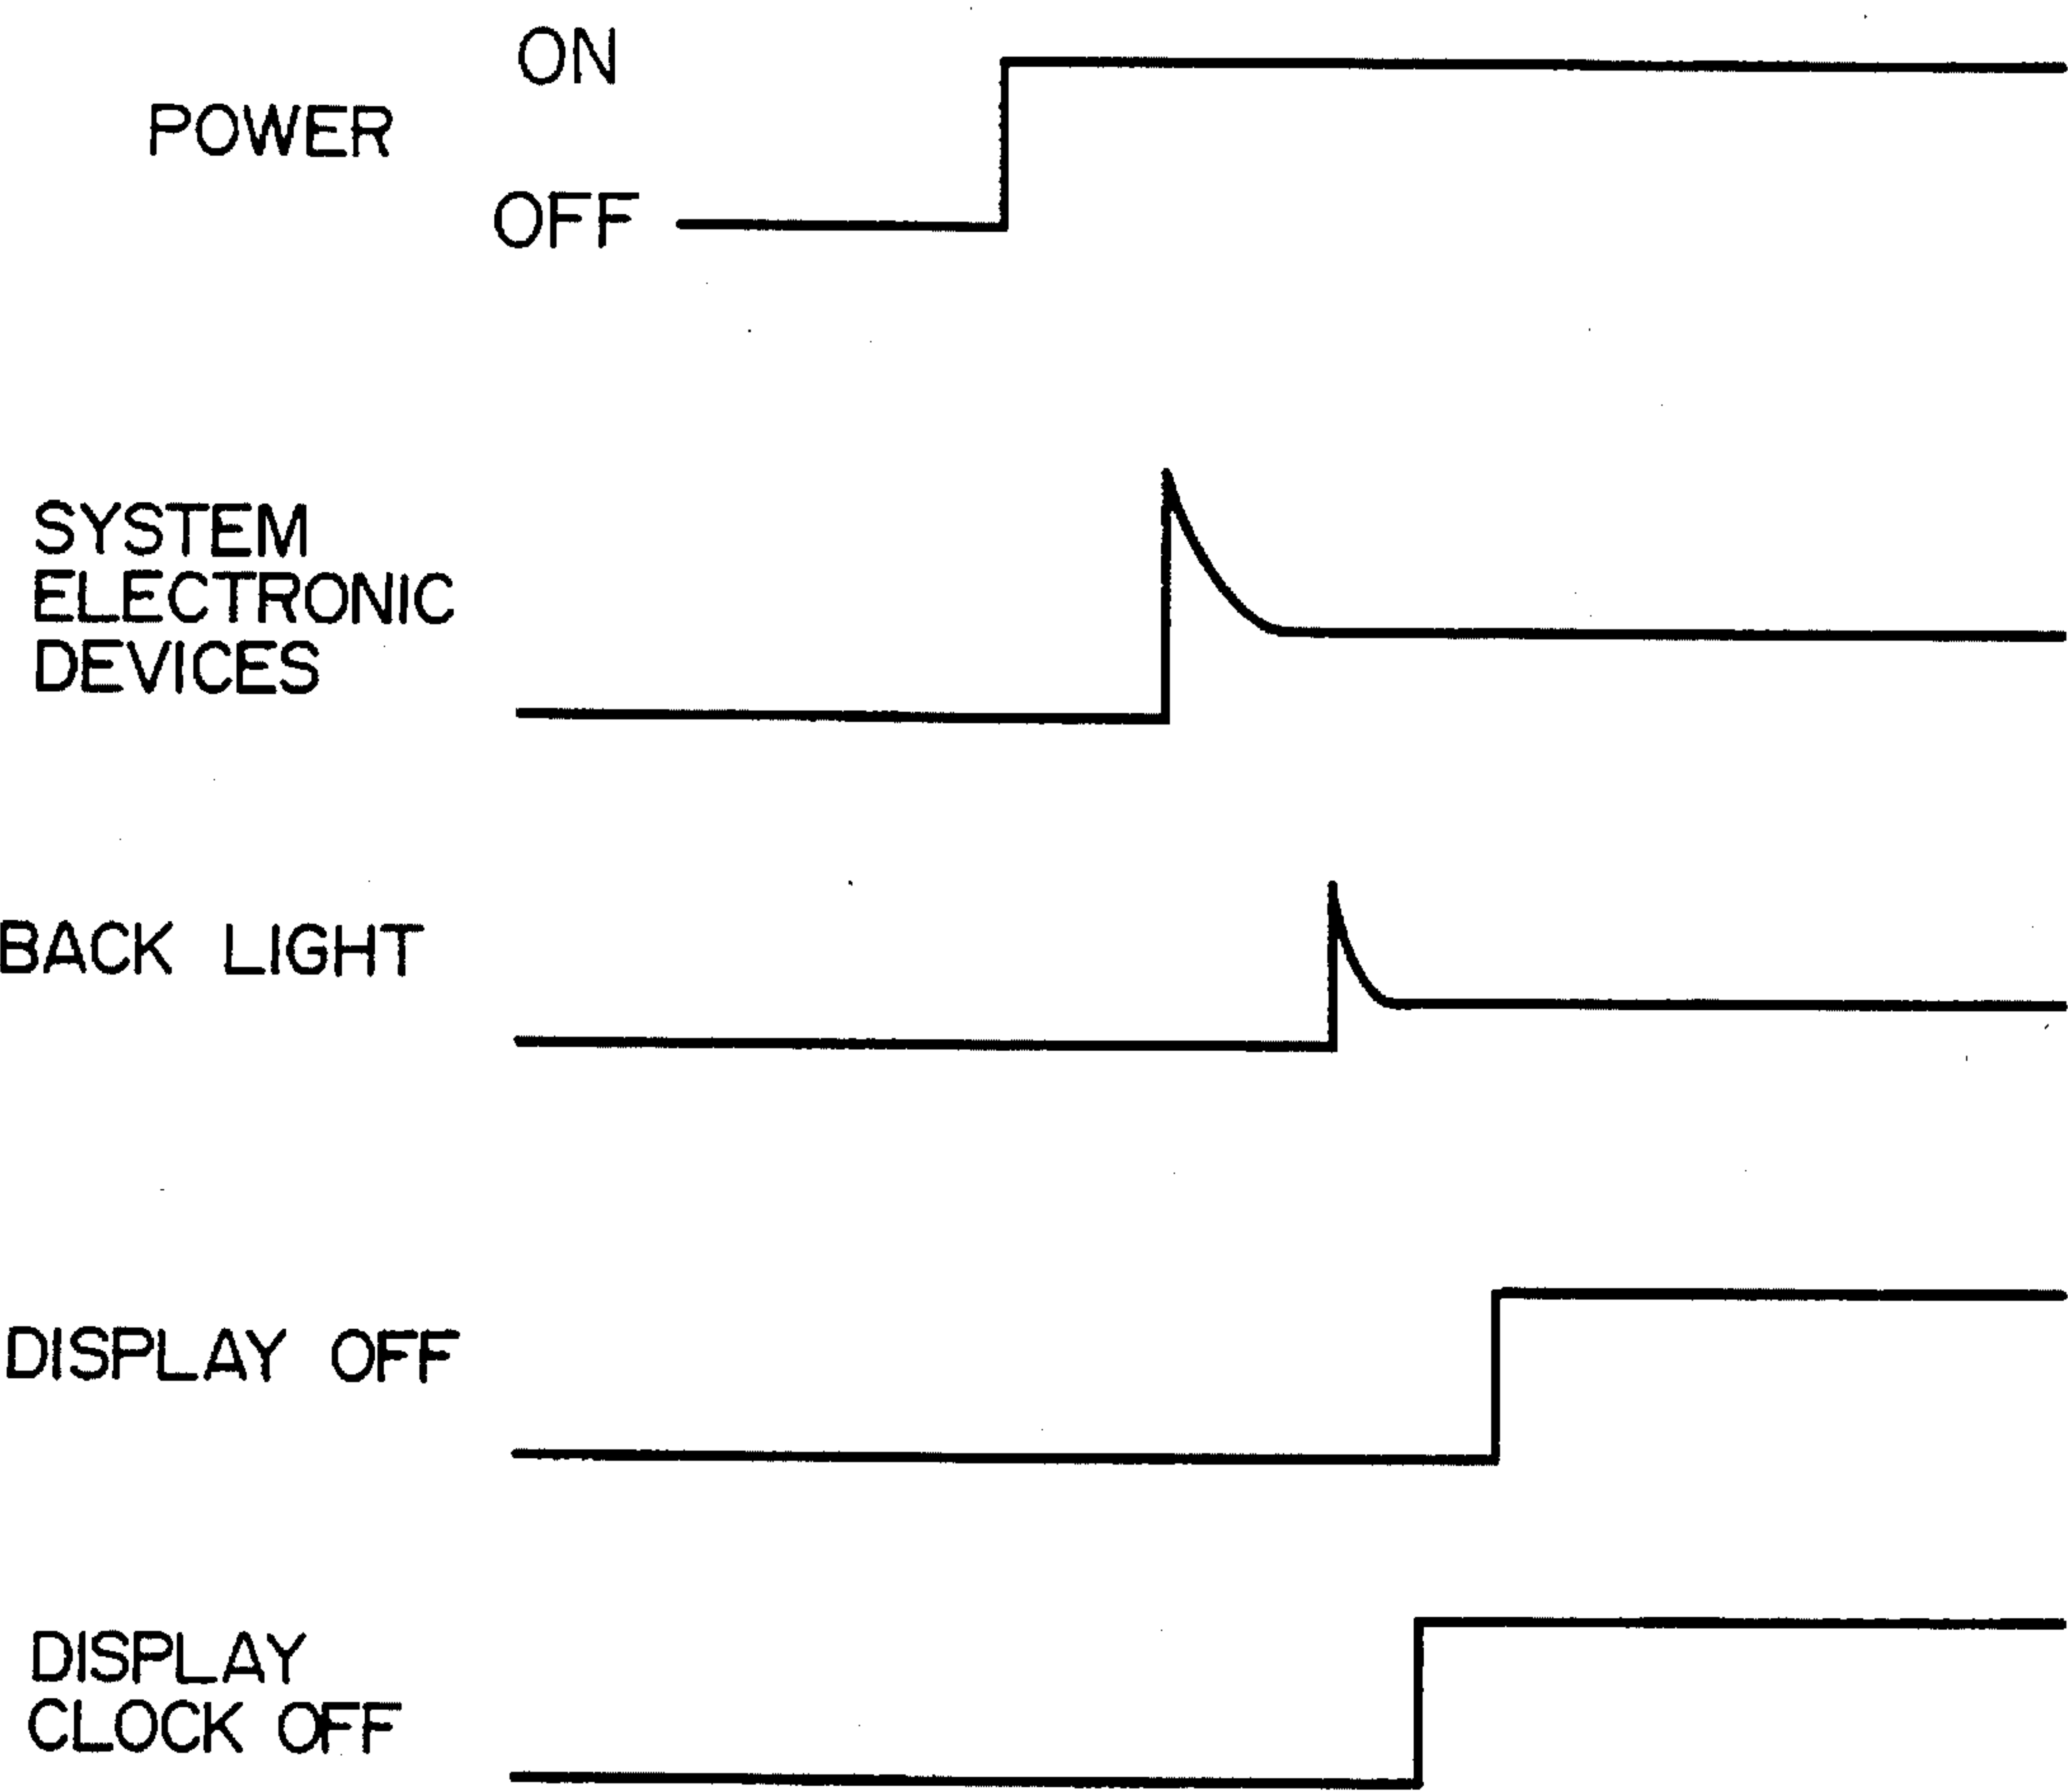 ON
POWER
OFF
SYSTEM
ELECTRONIC
DEVICES
BACK LIGHT
DISPLAY OFF
DISPLAY
CLOCK OFF